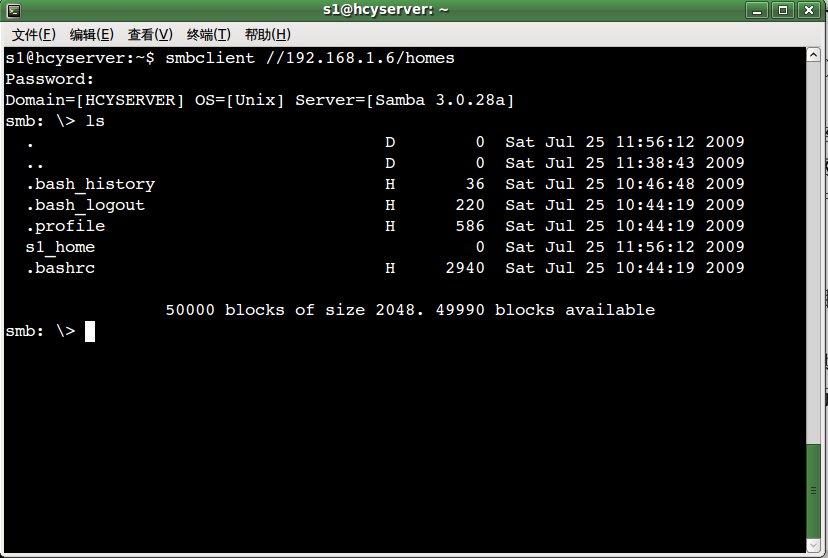 s1@hcyserver: ~
文件(F) 编辑(E) 查看(V) 终端(T) 帮助(H)
s1@hcyserver:~$ smbclient //192.168.1.6/homes
Password:
Domain=[HCYSERVER] OS=[Unix] Server=[Samba 3.0.28a]
smb: \> ls
  .                                   D        0  Sat Jul 25 11:56:12 2009
  ..                                  D        0  Sat Jul 25 11:38:43 2009
  .bash_history                       H       36  Sat Jul 25 10:46:48 2009
  .bash_logout                        H      220  Sat Jul 25 10:44:19 2009
  .profile                            H      586  Sat Jul 25 10:44:19 2009
  s1_home                                      0  Sat Jul 25 11:56:12 2009
  .bashrc                             H     2940  Sat Jul 25 10:44:19 2009
                50000 blocks of size 2048. 49990 blocks available
smb: \>